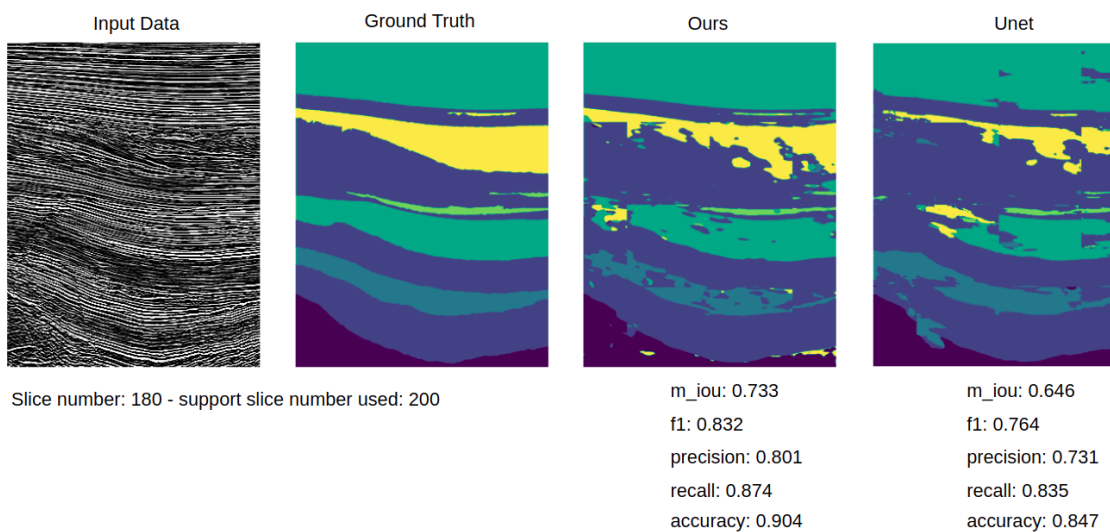 Input Data
Ground Truth
Ours
Unet
Slice number: 180 - support slice number used: 200
m_iou: 0.733
f1: 0.832
precision: 0.801
recall: 0.874
accuracy: 0.904
m_iou: 0.646
f1: 0.764
precision: 0.731
recall: 0.835
accuracy: 0.847